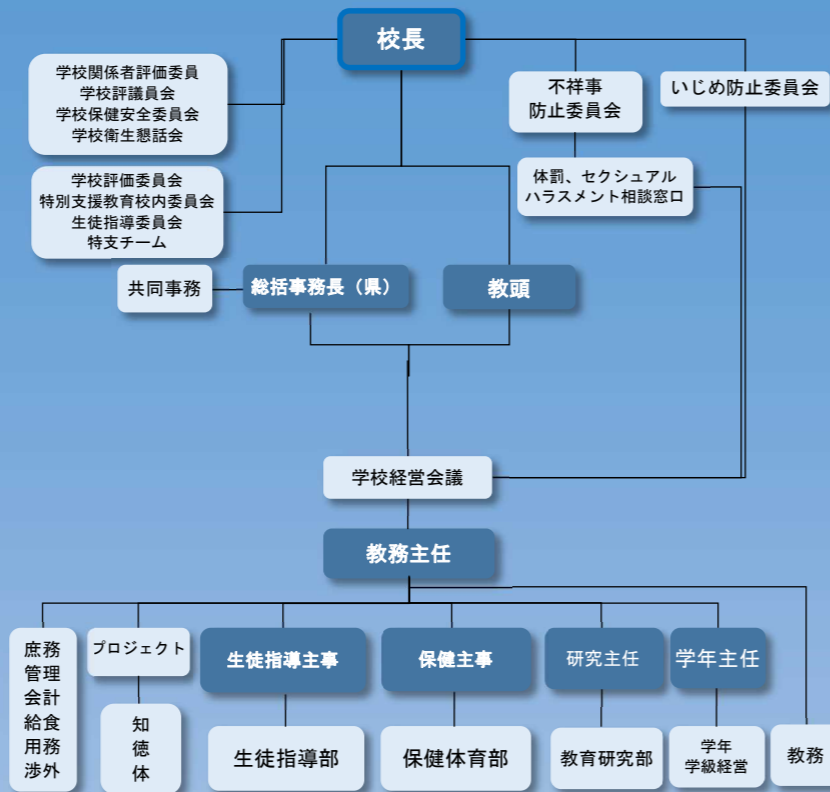 校長
学校関係者評価委員
学校評議員会
学校保健安全委員会
学校衛生懇話会
不祥事
防止委員会
いじめ防止委員会
体罰、セクシュアル
ハラスメント相談窓口
学校評価委員会
特別支援教育校内委員会
生徒指導委員会
特支チーム
共同事務
総括事務長（県）
教頭
学校経営会議
教務主任
庶務
管理
会計
給食
用務
渉外
プロジェクト
知
徳
体
生徒指導主事
生徒指導部
保健主事
保健体育部
研究主任
教育研究部
学年主任
学年
学級経営
教務